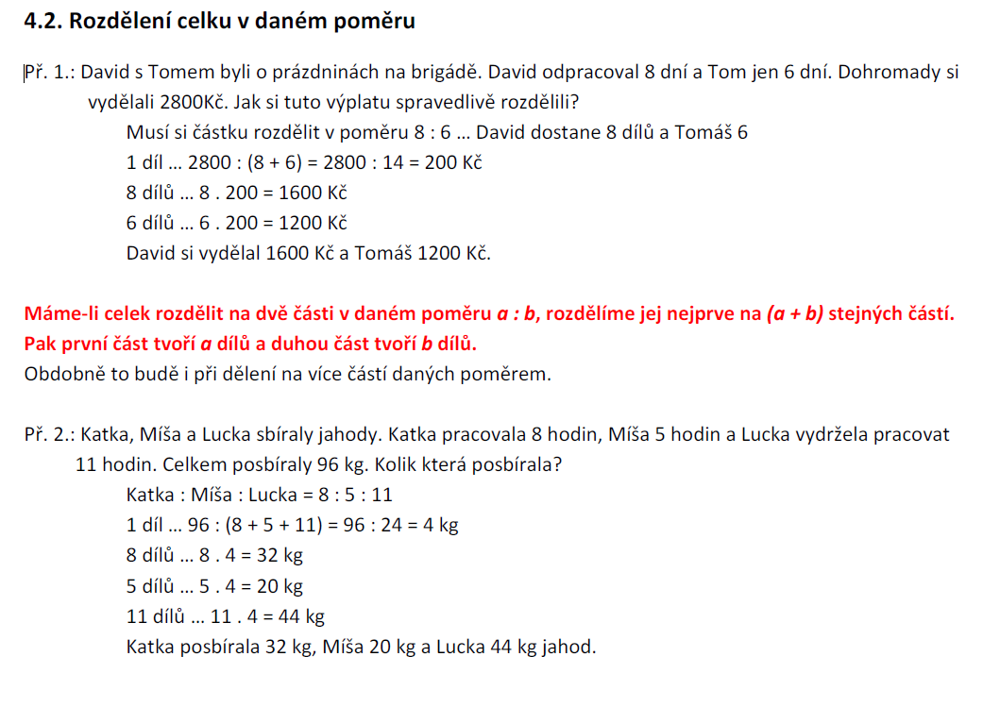 4.2. Rozdělení celku v daném poměru
Př. 1.: David s Tomem byli o prázdninách na brigádě. David odpracoval 8 dní a Tom jen 6 dní. Dohromady si
vydělali 2800Kč. Jak si tuto výplatu spravedlivě rozdělili?
Musí si částku rozdělit v poměru 8 : 6 ... David dostane 8 dílů a Tomáš 6
1 díl ... 2800 : (8 + 6) = 2800 : 14 = 200 Kč
8 dílů ... 8 . 200 = 1600 Kč
6 dílů ... 6 . 200 = 1200 Kč
David si vydělal 1600 Kč a Tomáš 1200 Kč.
Máme-li celek rozdělit na dvě části v daném poměru a : b, rozdělíme jej nejprve na (a + b) stejných částí.
Pak první část tvoří a dílů a duhou část tvoří b dílů.
Obdobně to budě i při dělení na více částí daných poměrem.
Př. 2.: Katka, Míša a Lucka sbíraly jahody. Katka pracovala 8 hodin, Míša 5 hodin a Lucka vydržela pracovat
11 hodin. Celkem posbíraly 96 kg. Kolik která posbírala?
Katka : Míša : Lucka = 8 : 5 : 11
1 díl ... 96 : (8 + 5 + 11) = 96 : 24 = 4 kg
8 dílů ... 8 . 4 = 32 kg
5 dílů ... 5 . 4 = 20 kg
11 dílů ... 11 . 4 = 44 kg
Katka posbírala 32 kg, Míša 20 kg a Lucka 44 kg jahod.